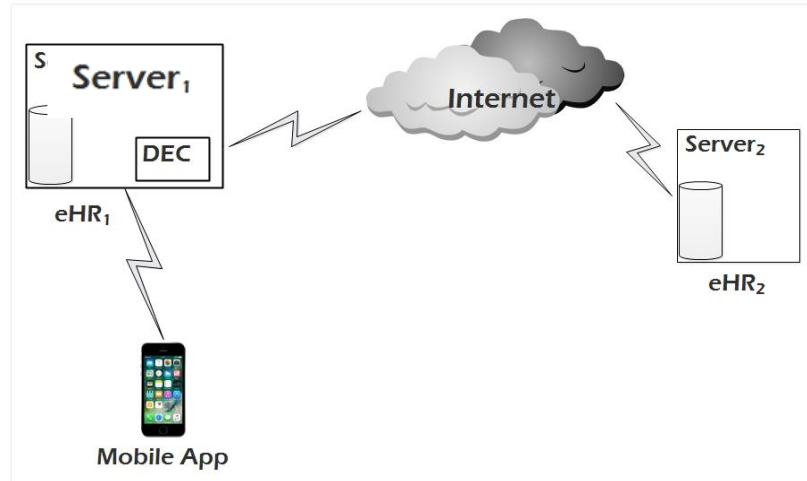 S
Server₁
DEC
eHR₁
Internet
Server₂
eHR₂
Mobile App